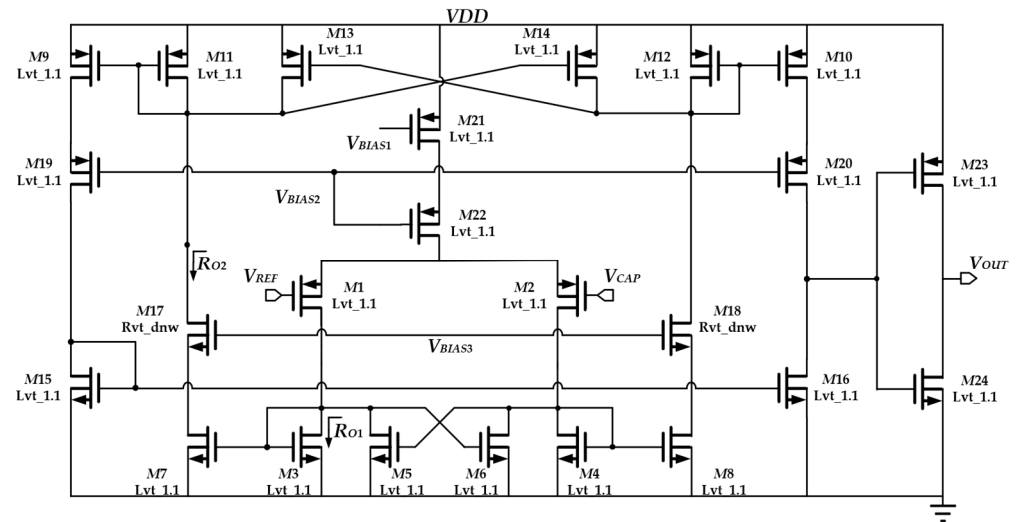 VDD
M9
Lvt_1.1
M11
Lvt_1.1
M13
Lvt_1.1
M14
Lvt_1.1
M12
Lvt_1.1
M10
Lvt_1.1
M21
Lvt_1.1
VBIAS1
M19
Lvt_1.1
M20
Lvt_1.1
M23
Lvt_1.1
VBIAS2
M22
Lvt_1.1
RO2
VREF
M1
Lvt_1.1
M2
Lvt_1.1
VCAP
VOUT
M17
Rvt_dnw
M18
Rvt_dnw
VBIAS3
M15
Lvt_1.1
M16
Lvt_1.1
M24
Lvt_1.1
RO1
M7
Lvt_1.1
M3
Lvt_1.1
M5
Lvt_1.1
M6
Lvt_1.1
M4
Lvt_1.1
M8
Lvt_1.1